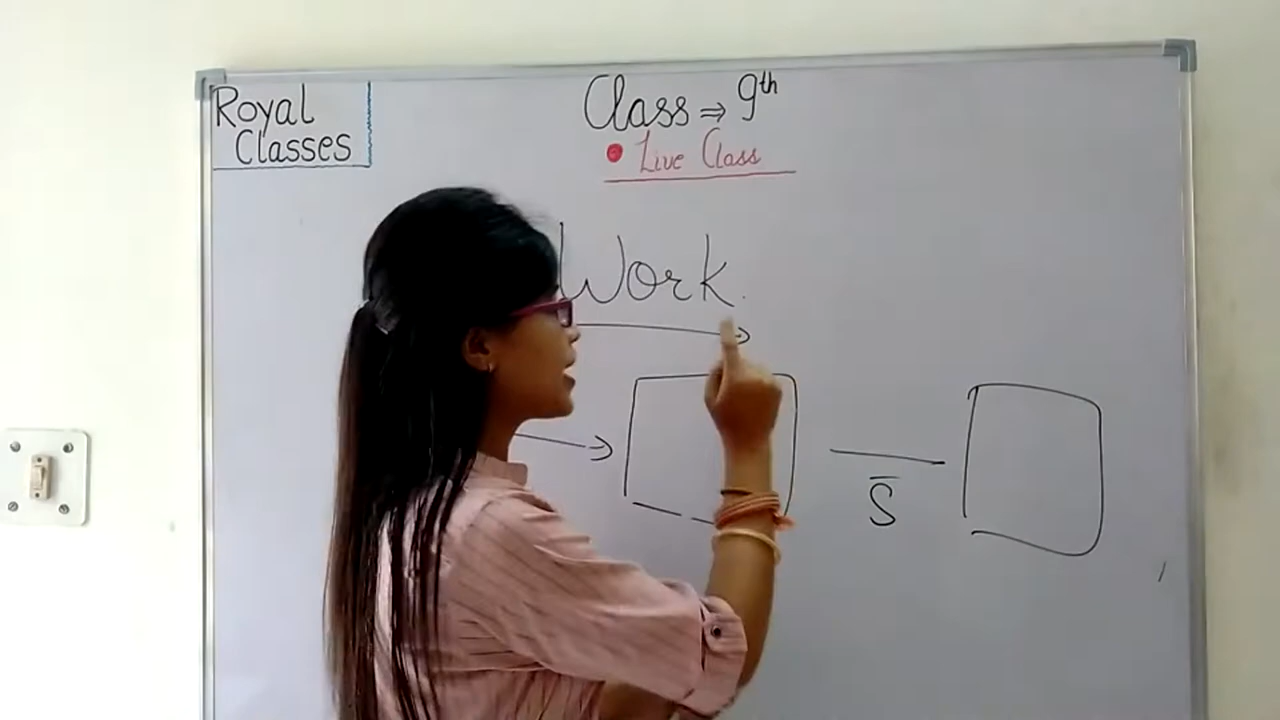 Royal
Classes
Class ⇒ 9th
• Live Class
Work.
S̄